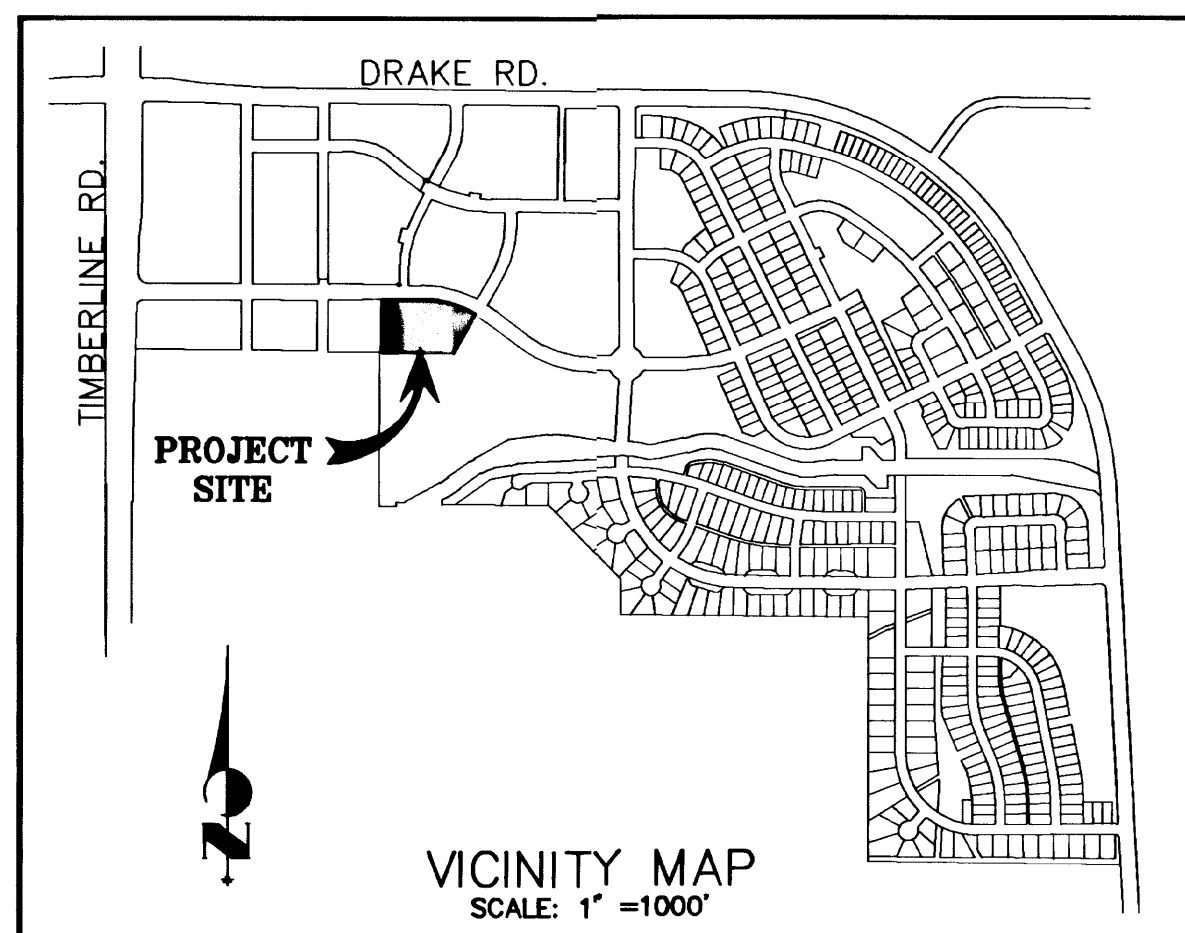 DRAKE RD.
TIMBERLINE RD.
PROJECT
SITE
N
VICINITY MAP
SCALE: 1" =1000'